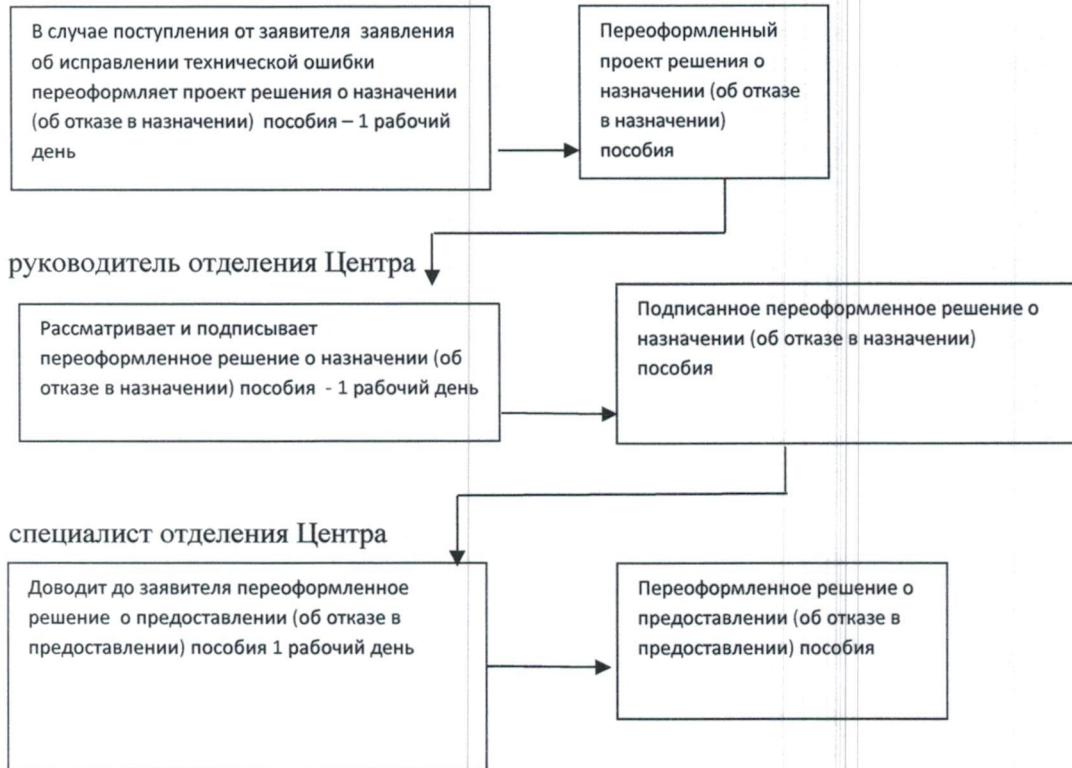 В случае поступления от заявителя заявления
об исправлении технической ошибки
переоформляет проект решения о назначении
(об отказе в назначении) пособия – 1 рабочий
день
Переоформленный
проект решения о
назначении (об отказе
в назначении)
пособия
руководитель отделения Центра
Рассматривает и подписывает
переоформленное решение о назначении (об
отказе в назначении) пособия - 1 рабочий день
Подписанное переоформленное решение о
назначении (об отказе в назначении)
пособия
специалист отделения Центра
Доводит до заявителя переоформленное
решение о предоставлении (об отказе в
предоставлении) пособия 1 рабочий день
Переоформленное решение о
предоставлении (об отказе в
предоставлении) пособия